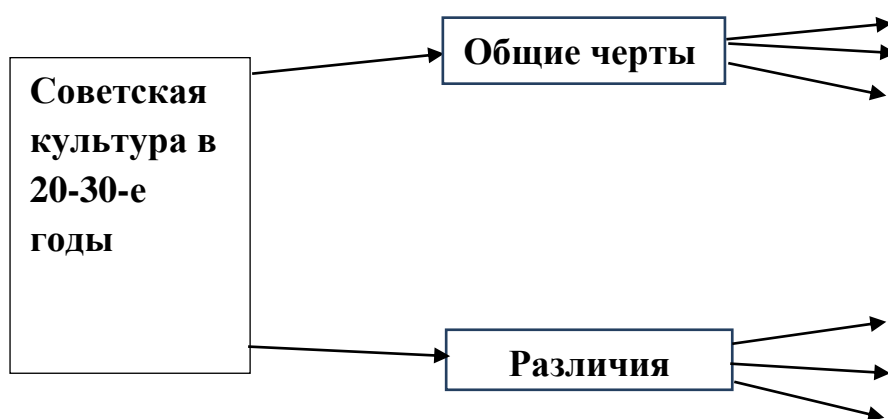 Советская
культура в
20-30-е
годы
Общие черты
Различия